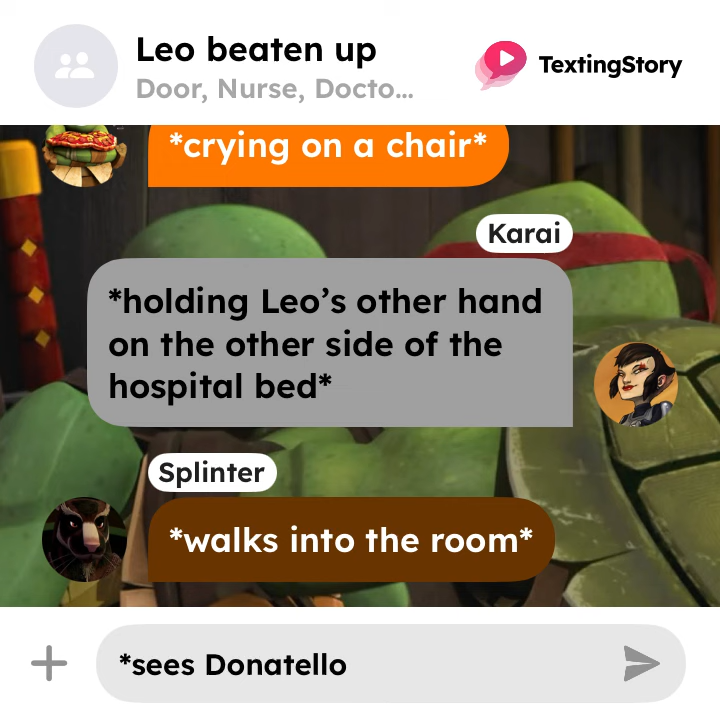 Leo beaten up
Door, Nurse, Docto...
TextingStory
*crying on a chair*
Karai
*holding Leo’s other hand
on the other side of the
hospital bed*
Splinter
*walks into the room*
*sees Donatello